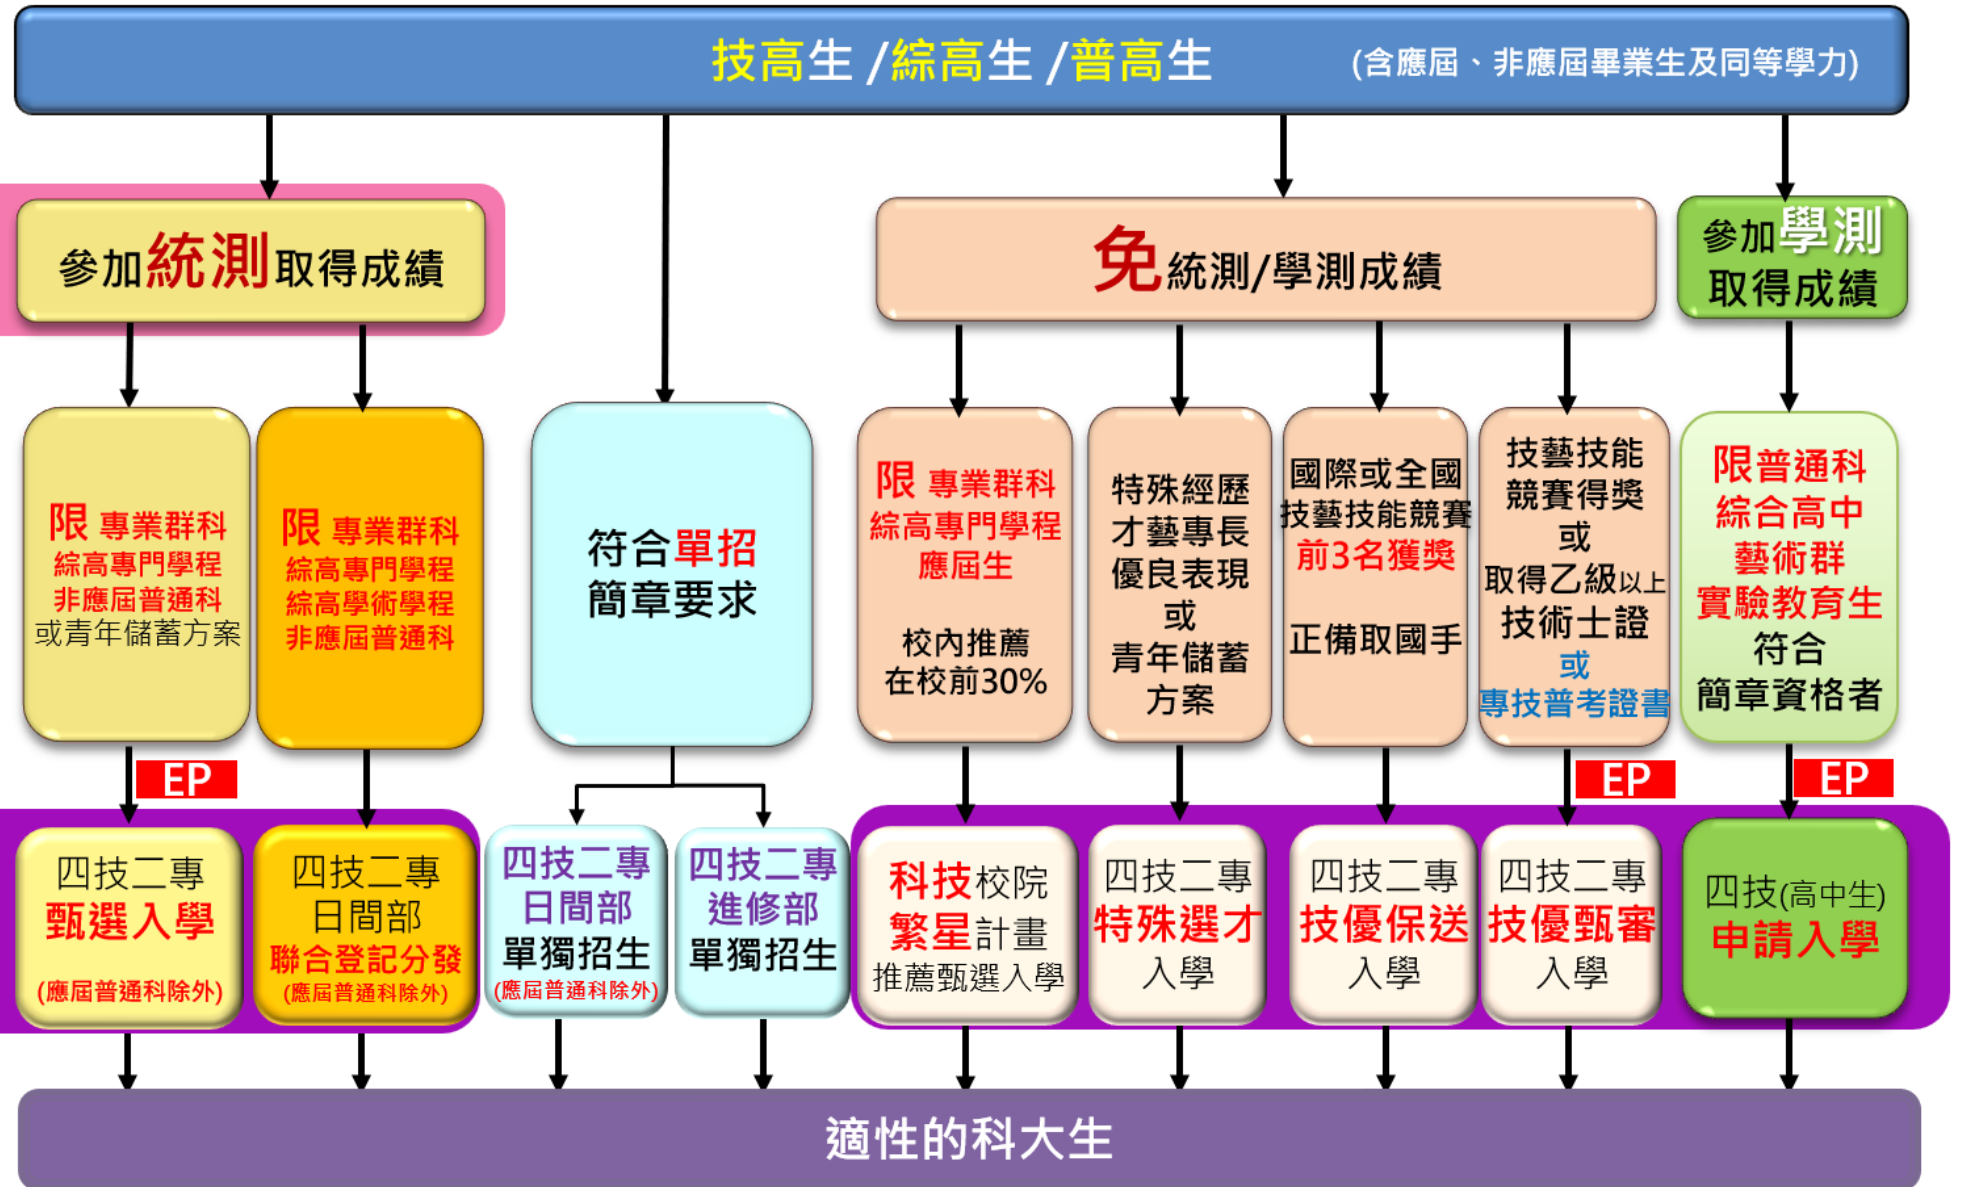 技高生 /綜高生 /普高生 (含應屆、非應屆畢業生及同等學力)
參加統測取得成績
免統測/學測成績
參加學測
取得成績
限 專業群科
綜高專門學程
非應屆普通科
或青年儲蓄方案
限 專業群科
綜高專門學程
綜高學術學程
非應屆普通科
符合單招
簡章要求
限 專業群科
綜高專門學程
應屆生
校內推薦
在校前30%
特殊經歷
才藝專長
優良表現
或
青年儲蓄
方案
國際或全國
技藝技能競賽
前3名獲獎
正備取國手
技藝技能
競賽得獎
或
取得乙級以上
技術士證
或
專技普考證書
限普通科
綜合高中
藝術群
實驗教育生
符合
簡章資格者
EP
EP
EP
四技二專
甄選入學
(應屆普通科除外)
四技二專
日間部
聯合登記分發
(應屆普通科除外)
四技二專
日間部
單獨招生
(應屆普通科除外)
四技二專
進修部
單獨招生
科技校院
繁星計畫
推薦甄選入學
四技二專
特殊選才
入學
四技二專
技優保送
入學
四技二專
技優甄審
入學
四技(高中生)
申請入學
適性的科大生